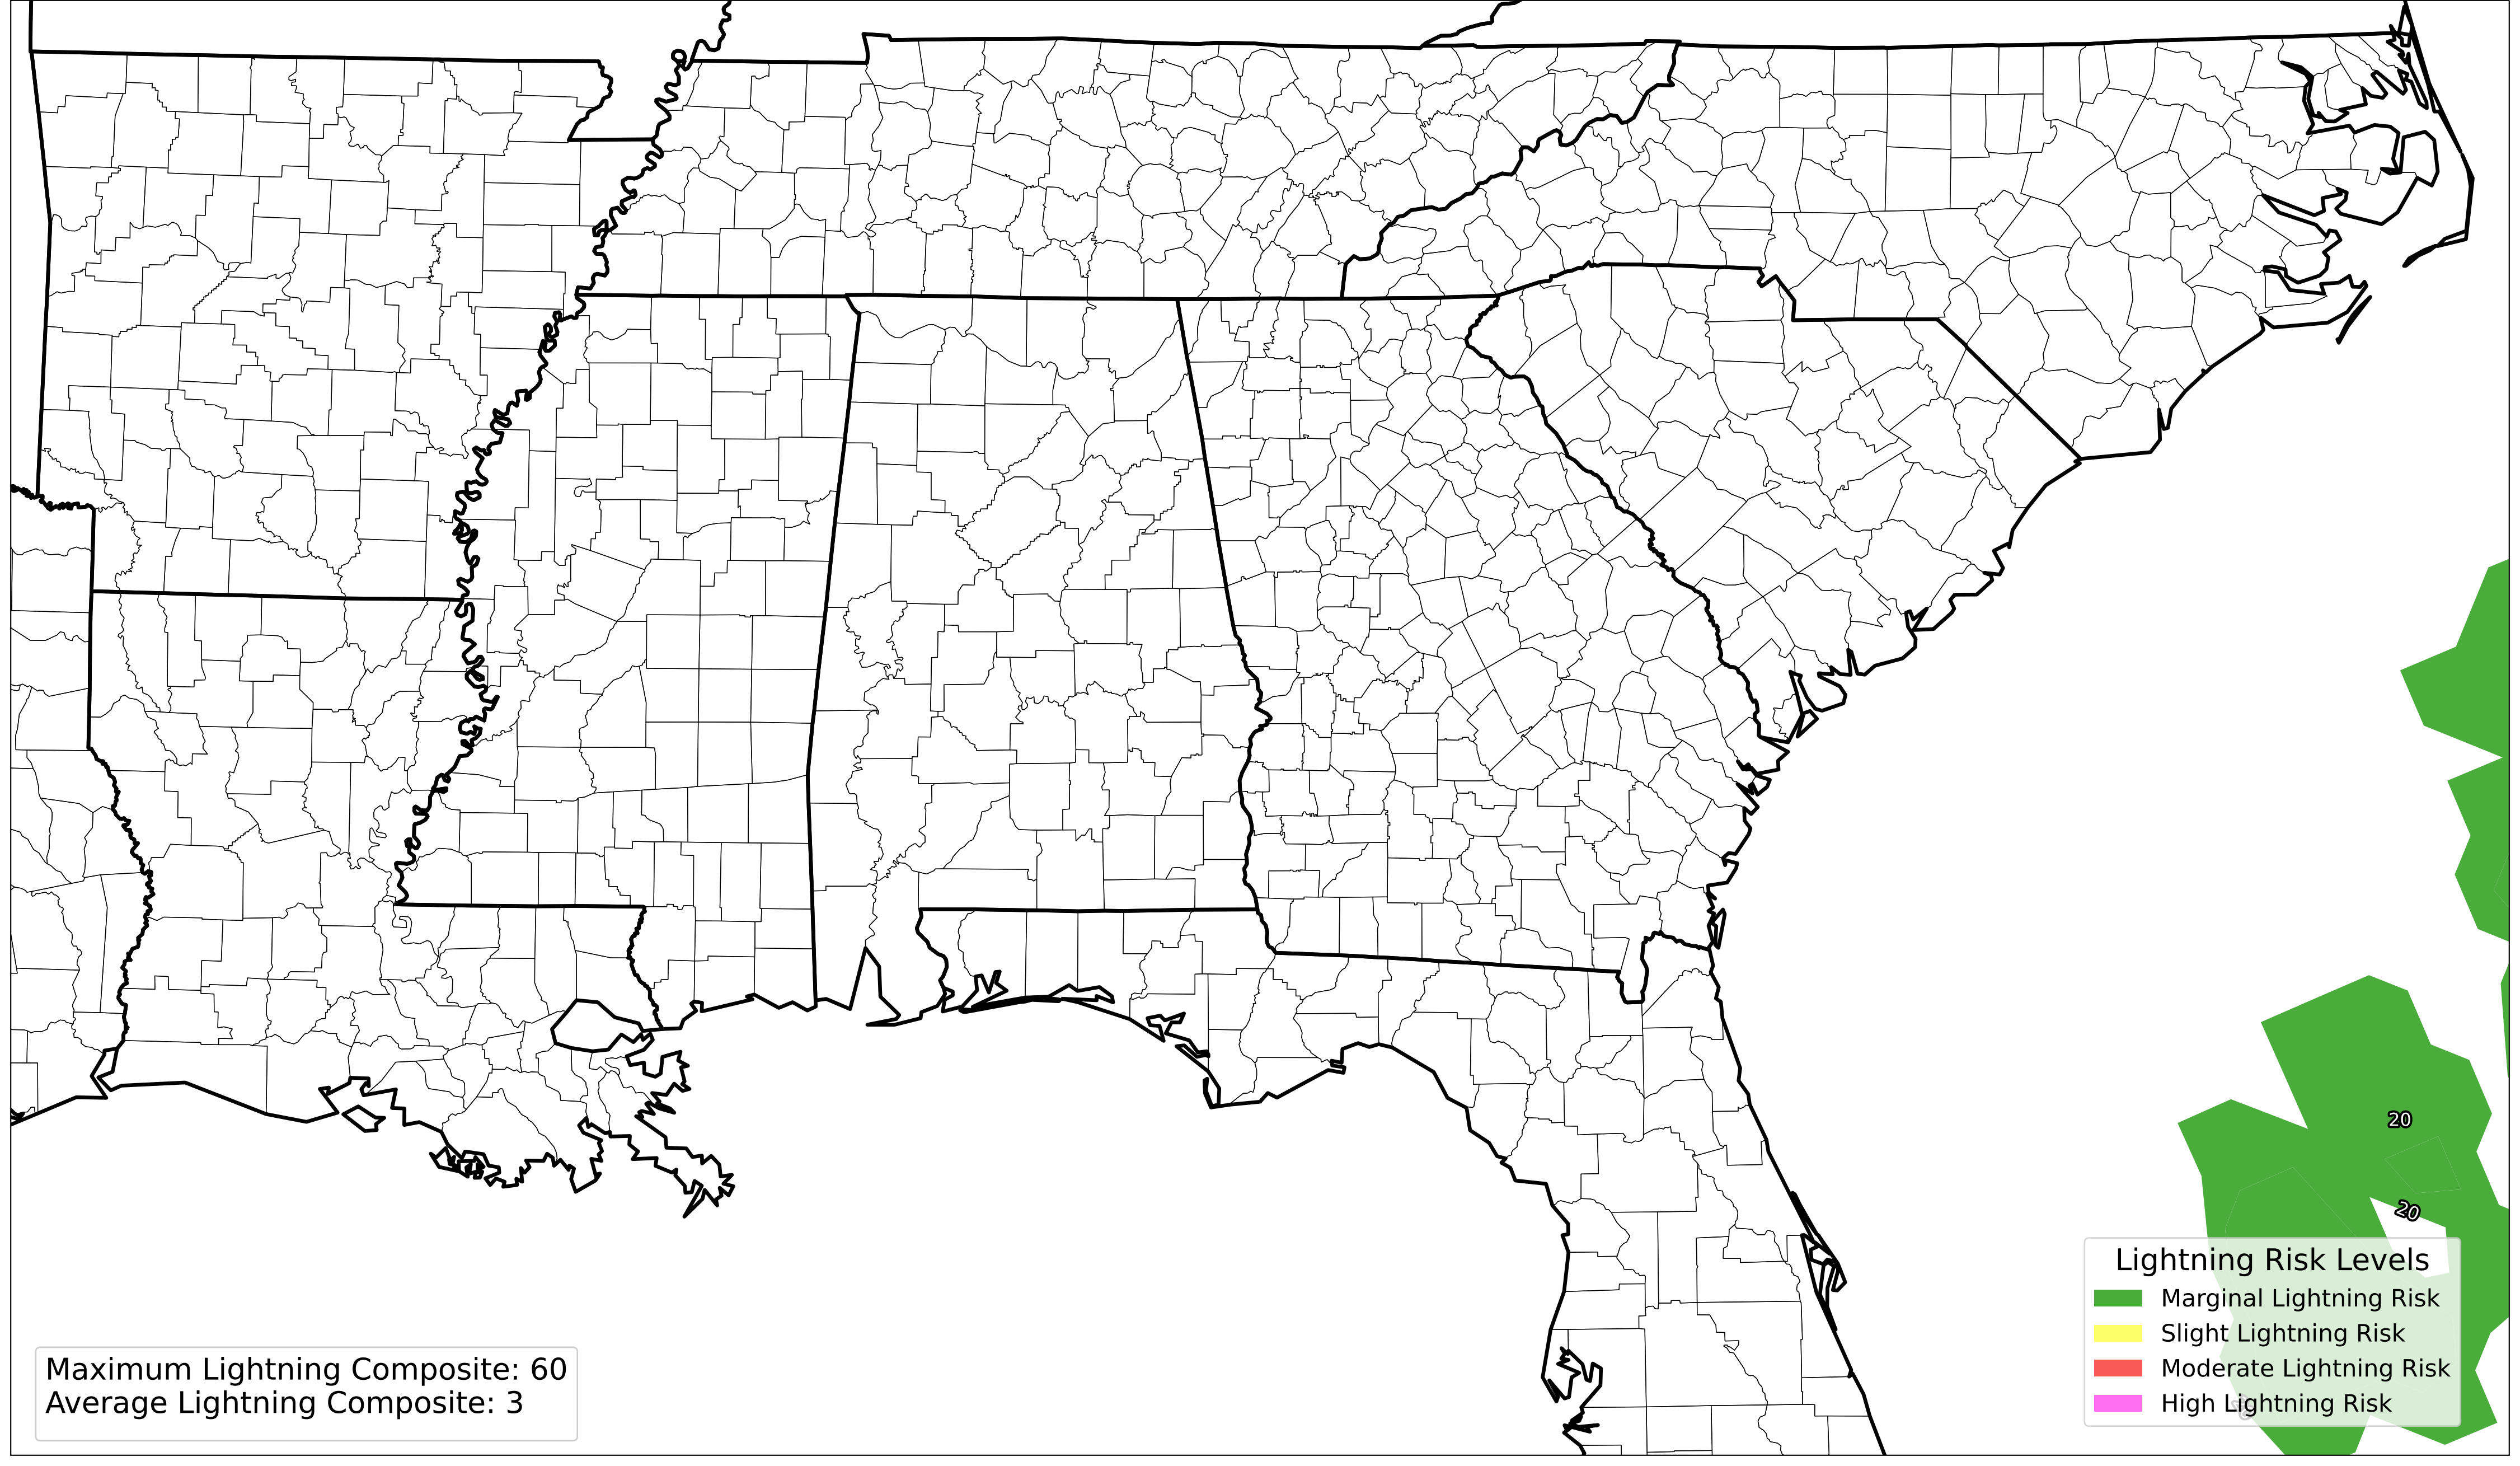 20
20
Lightning Risk Levels
Marginal Lightning Risk
Slight Lightning Risk
Moderate Lightning Risk
High Lightning Risk
Maximum Lightning Composite: 60
Average Lightning Composite: 3